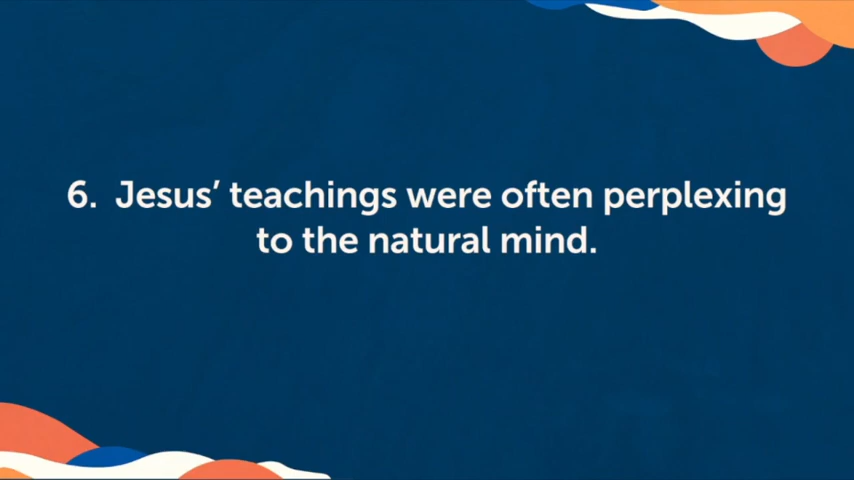 6. Jesus’ teachings were often perplexing
to the natural mind.